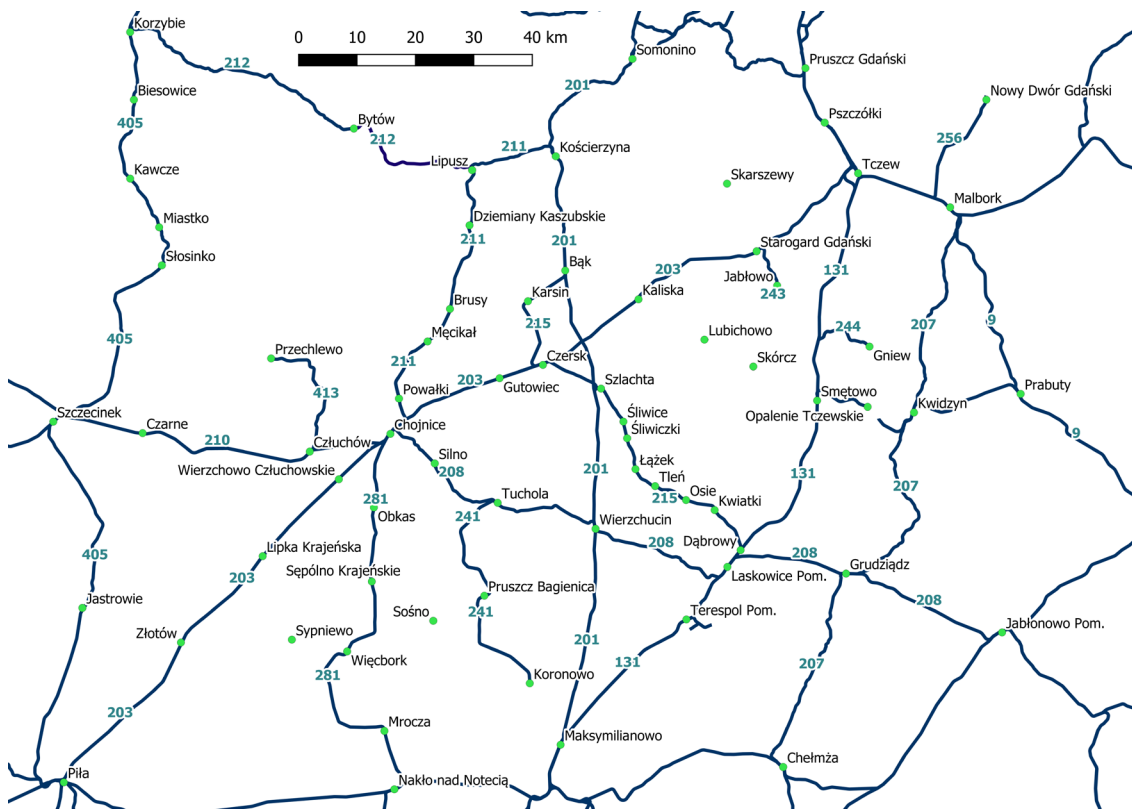 Korzybie
0 10 20 30 40 km
Somonino
Pruszcz Gdański
212
201
Biesowice
Nowy Dwór Gdański
405
Bytów
Pszczółki
212
211
256
Lipusz
Kościerzyna
Kawcze
Skarszewy
Tczew
Malbork
Miastko
Dziemiany Kaszubskie
211
201
Starogard Gdański
Słosinko
Bąk
203
131
Jabłowo
243
Karsin
Kaliska
Brusy
9
215
244
207
405
Męcikał
Lubichowo
Gniew
Przechlewo
211
Czersk
Skórcz
203
Gutowiec
Szlachta
413
Powałki
Smętowo
Prabuty
Szczecinek
Śliwice
Opalenie Tczewskie
Kwidzyn
Czarne
Chojnice
Śliwiczki
9
210
Człuchów
Silno
Wierzchowo Człuchowskie
208
Łążek
201
131
Tleń
207
281
Tuchola
215
Osie
Obkas
241
Kwiatki
Wierzchucin
208
Dąbrowy
405
Lipka Krajeńska
208
Laskowice Pom.
Grudziądz
203
Sępólno Krajeńskie
Pruszcz Bagienica
208
Jastrowie
241
Sośno
Terespol Pom.
Złotów
Sypniewo
201
Jabłonowo Pom.
Więcbork
131
207
281
Koronowo
203
Mrocza
Maksymilianowo
Chełmża
Piła
Nakło nad Notecią